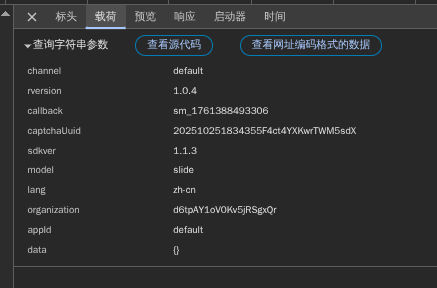 标头 载荷 预览 响应 启动器 时间
查询字符串参数 查看源代码 查看网址编码格式的数据
channel default
rversion 1.0.4
callback sm_1761388493306
captchaUuid 202510251834355F4ct4YXKwrTWM5sdX
sdkver 1.1.3
model slide
lang zh-cn
organization d6tpAY1oV0Kv5jRSgxQr
appId default
data {}